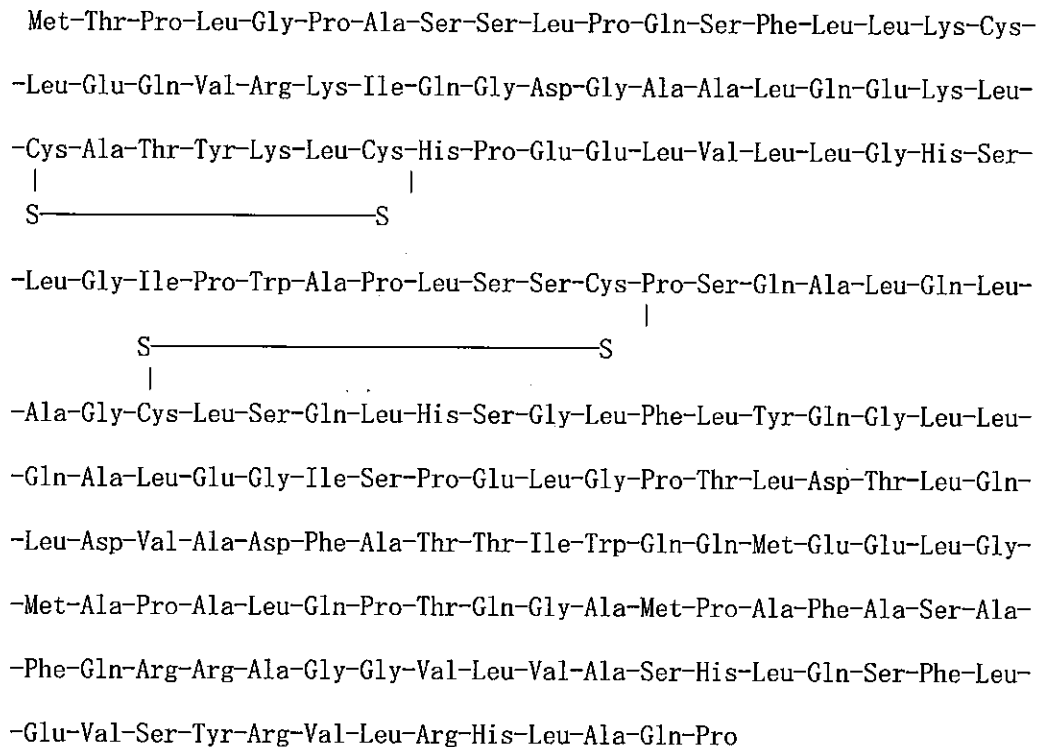 Met-Thr-Pro-Leu-Gly-Pro-Ala-Ser-Ser-Leu-Pro-Gln-Ser-Phe-Leu-Leu-Lys-Cys-
-Leu-Glu-Gln-Val-Arg-Lys-Ile-Gln-Gly-Asp-Gly-Ala-Ala-Leu-Gln-Glu-Lys-Leu-
-Cys-Ala-Thr-Tyr-Lys-Leu-Cys-His-Pro-Glu-Glu-Leu-Val-Leu-Leu-Gly-His-Ser-
S S
-Leu-Gly-Ile-Pro-Trp-Ala-Pro-Leu-Ser-Ser-Cys-Pro-Ser-Gln-Ala-Leu-Gln-Leu-
S S
-Ala-Gly-Cys-Leu-Ser-Gln-Leu-His-Ser-Gly-Leu-Phe-Leu-Tyr-Gln-Gly-Leu-Leu-
-Gln-Ala-Leu-Glu-Gly-Ile-Ser-Pro-Glu-Leu-Gly-Pro-Thr-Leu-Asp-Thr-Leu-Gln-
-Leu-Asp-Val-Ala-Asp-Phe-Ala-Thr-Thr-Ile-Trp-Gln-Gln-Met-Glu-Glu-Leu-Gly-
-Met-Ala-Pro-Ala-Leu-Gln-Pro-Thr-Gln-Gly-Ala-Met-Pro-Ala-Phe-Ala-Ser-Ala-
-Phe-Gln-Arg-Arg-Ala-Gly-Gly-Val-Leu-Val-Ala-Ser-His-Leu-Gln-Ser-Phe-Leu-
-Glu-Val-Ser-Tyr-Arg-Val-Leu-Arg-His-Leu-Ala-Gln-Pro